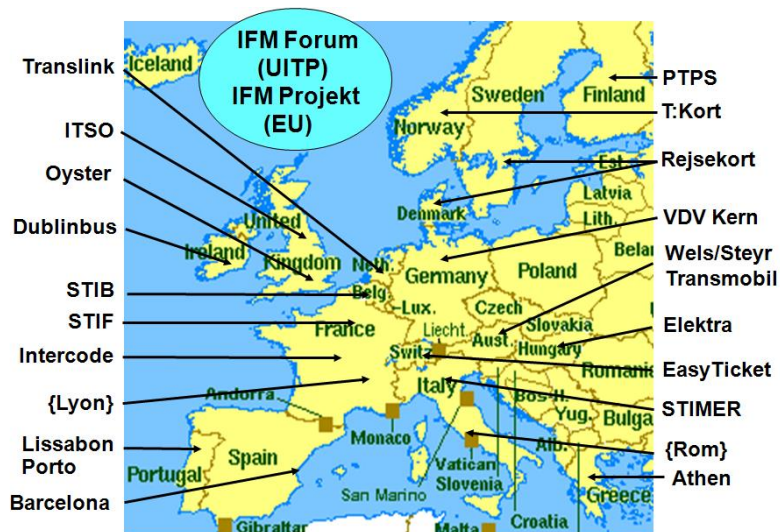 IFM Forum
(UITP)
IFM Projekt
(EU)
Translink
ITSO
Oyster
Dublinbus
STIB
STIF
Intercode
{Lyon}
Lissabon
Porto
Barcelona
Iceland
Sweden
Finland
Norway
Est.
Latvia
Lith.
Denmark
United
Kingdom
Ireland
Neth.
Belg.
Lux.
Germany
Poland
Belar
Czech
Slovakia
France
Liecht.
Switz
Aust.
Hungary
Romania
Italy
Bos-H.
Yug.
Bulga
Alb.
Andorra
Monaco
Portugal
Spain
San Marino
Vatican
Slovenia
Greece
Gibraltar
Malta
Croatia
PTPS
T:Kort
Rejsekort
VDV Kern
Wels/Steyr
Transmobil
Elektra
EasyTicket
STIMER
{Rom}
Athen